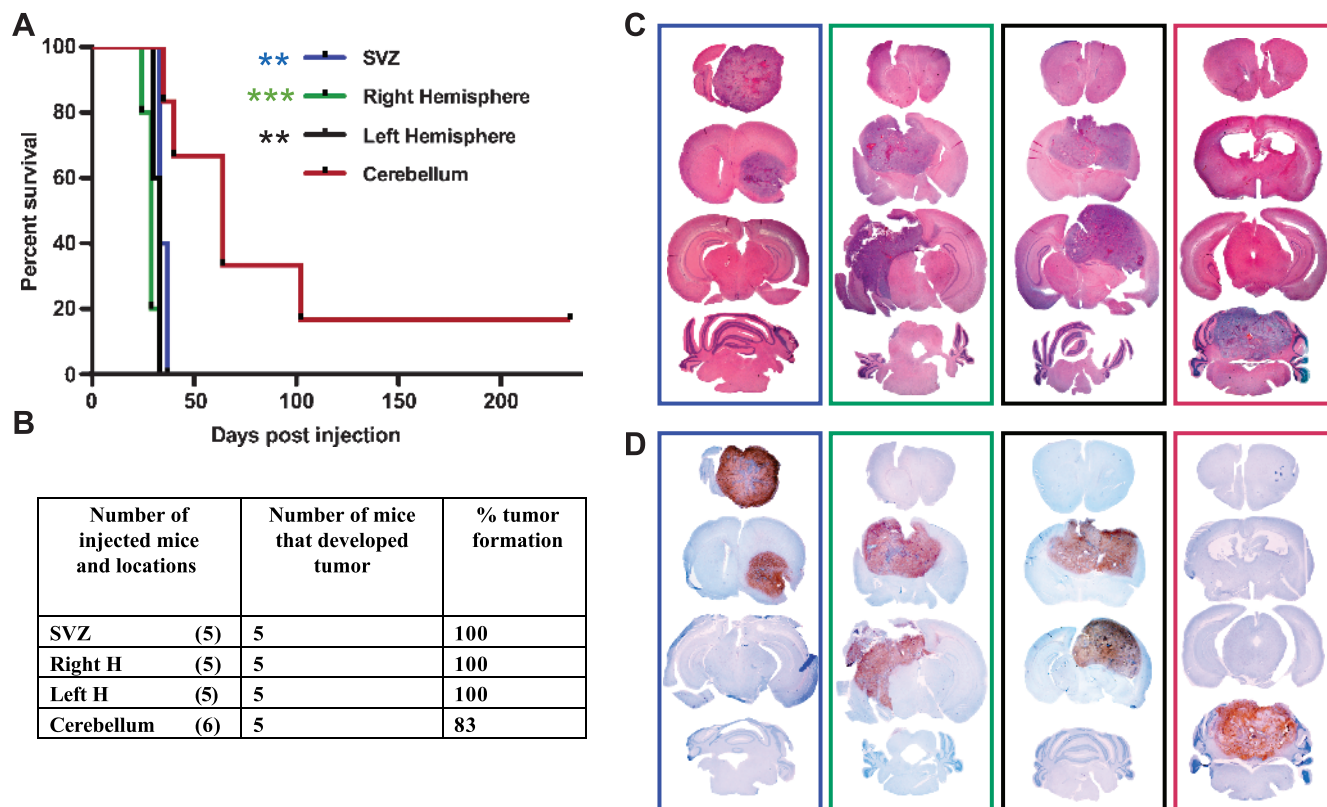 A
100
80
60
40
20
0
Percent survival
** SVZ
*** Right Hemisphere
** Left Hemisphere
Cerebellum
0 50 100 150 200
Days post injection
B
Number of injected mice and locations Number of mice that developed tumor % tumor formation
SVZ (5) 5 100
Right H (5) 5 100
Left H (5) 5 100
Cerebellum (6) 5 83
C
D